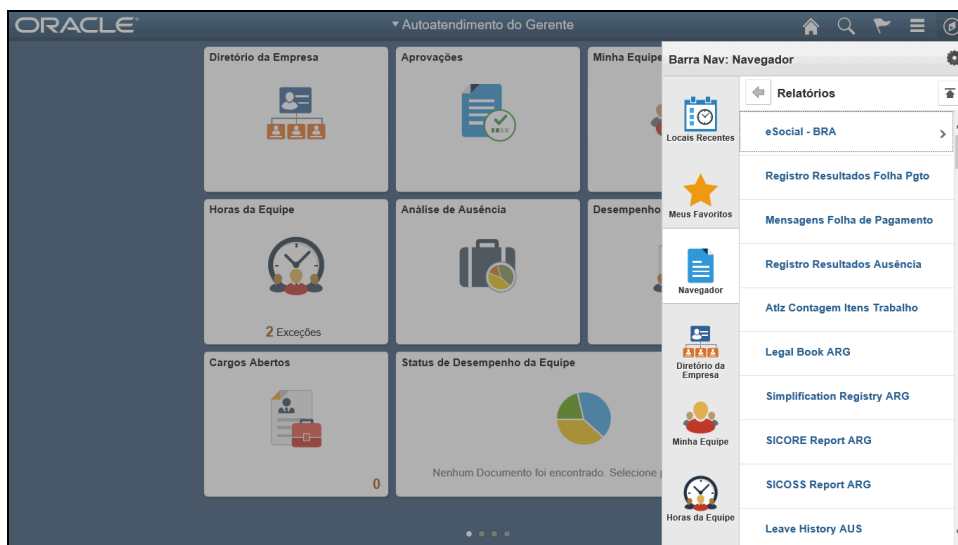 ORACLE
Autoatendimento do Gerente
Diretório da Empresa
Aprovações
Minha Equipe
Horas da Equipe
2 Exceções
Análise de Ausência
Desempenho
Cargos Abertos
0
Status de Desempenho da Equipe
Nenhum Documento foi encontrado. Selecione
Barra Nav: Navegador
Locais Recentes
Meus Favoritos
Navegador
Diretório da
Empresa
Minha Equipe
Horas da Equipe
Relatórios
eSocial - BRA
Registro Resultados Folha Pgto
Mensagens Folha de Pagamento
Registro Resultados Ausência
Atlz Contagem Itens Trabalho
Legal Book ARG
Simplification Registry ARG
SICORE Report ARG
SICOSS Report ARG
Leave History AUS